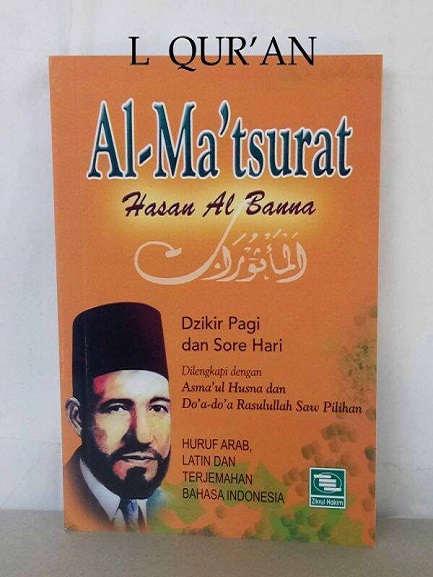 L QUR’AN
Al-Ma'tsurat
Hasan Al Banna
المأثورات
Dzikir Pagi
dan Sore Hari
Dilengkapi dengan
Asma'ul Husna dan
Do'a-do'a Rasulullah Saw Pilihan
HURUF ARAB,
LATIN DAN
TERJEMAHAN
BAHASA INDONESIA
Zikrul Hakim